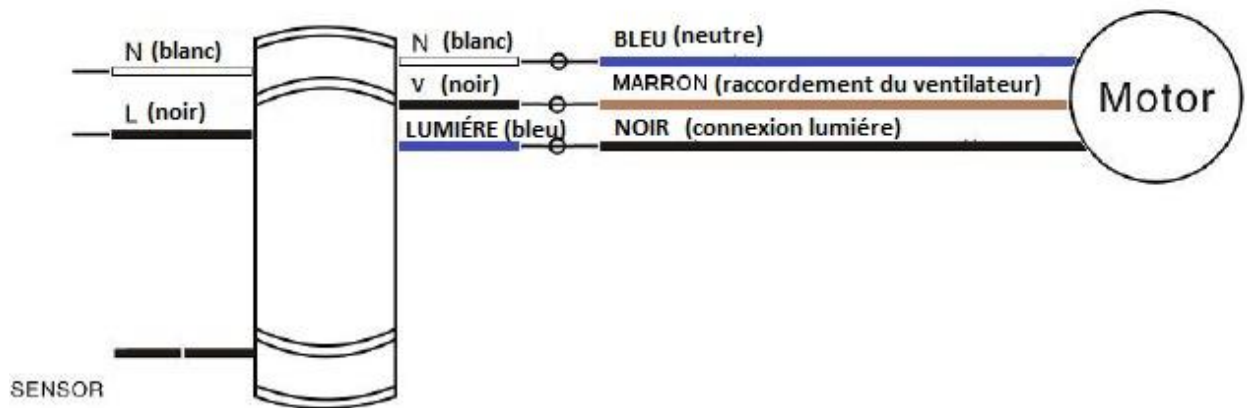 N (blanc)
L (noir)
SENSOR
N (blanc)
V (noir)
LUMIÉRE (bleu)
BLEU (neutre)
MARRON (raccordement du ventilateur)
NOIR (connexion lumiére)
Motor